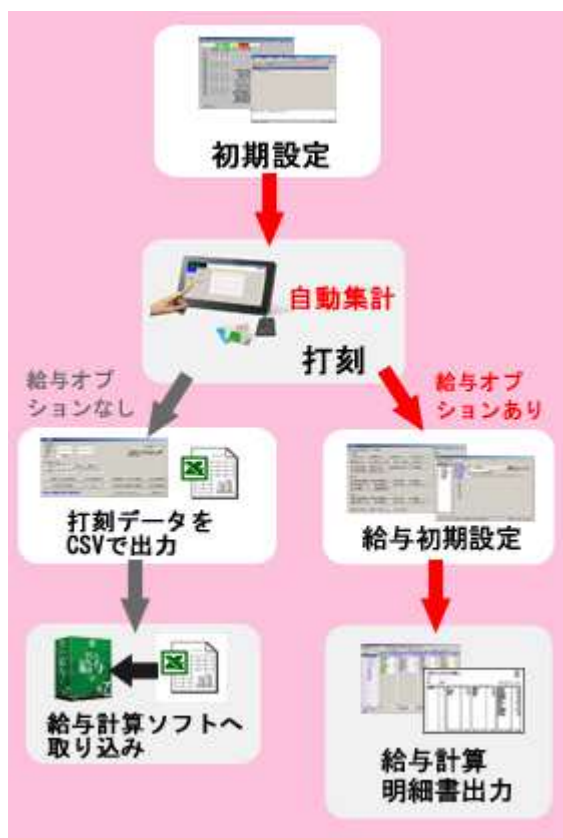 初期設定
自動集計
打刻
給与オプ
ションなし
給与オプ
ションあり
打刻データを
CSVで出力
給与初期設定
給与計算ソフトへ
取り込み
給与計算
明細書出力